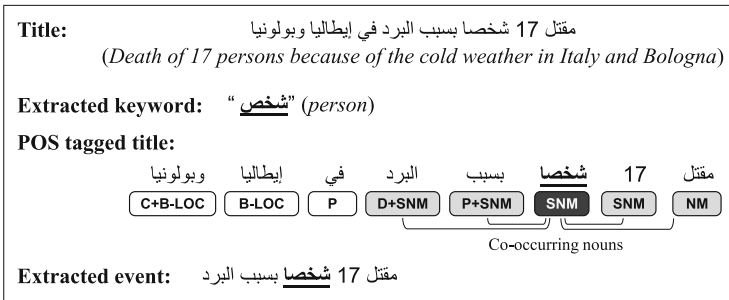 Title: مقتل 17 شخصا بسبب البرد في إيطاليا وبولونيا
(Death of 17 persons because of the cold weather in Italy and Bologna)
Extracted keyword: “شخص” (person)
POS tagged title:
مقتل 17 شخصا بسبب البرد في إيطاليا وبولونيا
C+B-LOC B-LOC P D+SNM P+SNM SNM SNM NM
Co-occurring nouns
Extracted event: مقتل 17 شخصا بسبب البرد